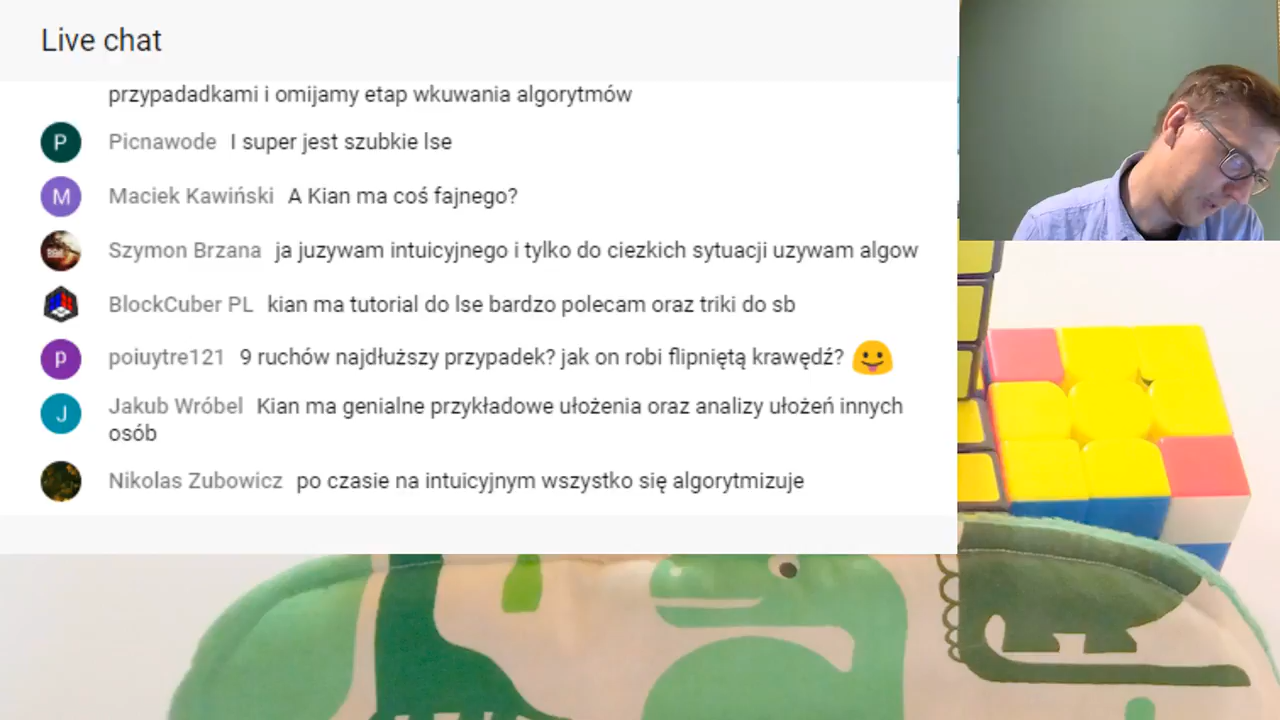 Live chat
przypadadkami i omijamy etap wkuwania algorytmów
P Picnawode I super jest szubkie lse
M Maciek Kawiński A Kian ma coś fajnego?
Szymon Brzana ja juzywam intuicyjnego i tylko do ciezkich sytuacji uzywam algow
BlockCuber PL kian ma tutorial do lse bardzo polecam oraz triki do sb
p poiuytre121 9 ruchów najdłuższy przypadek? jak on robi flipniętą krawędź? 😛
J Jakub Wróbel Kian ma genialne przykładowe ułożenia oraz analizy ułożeń innych
osób
Nikolas Zubowicz po czasie na intuicyjnym wszystko się algorytmizuje